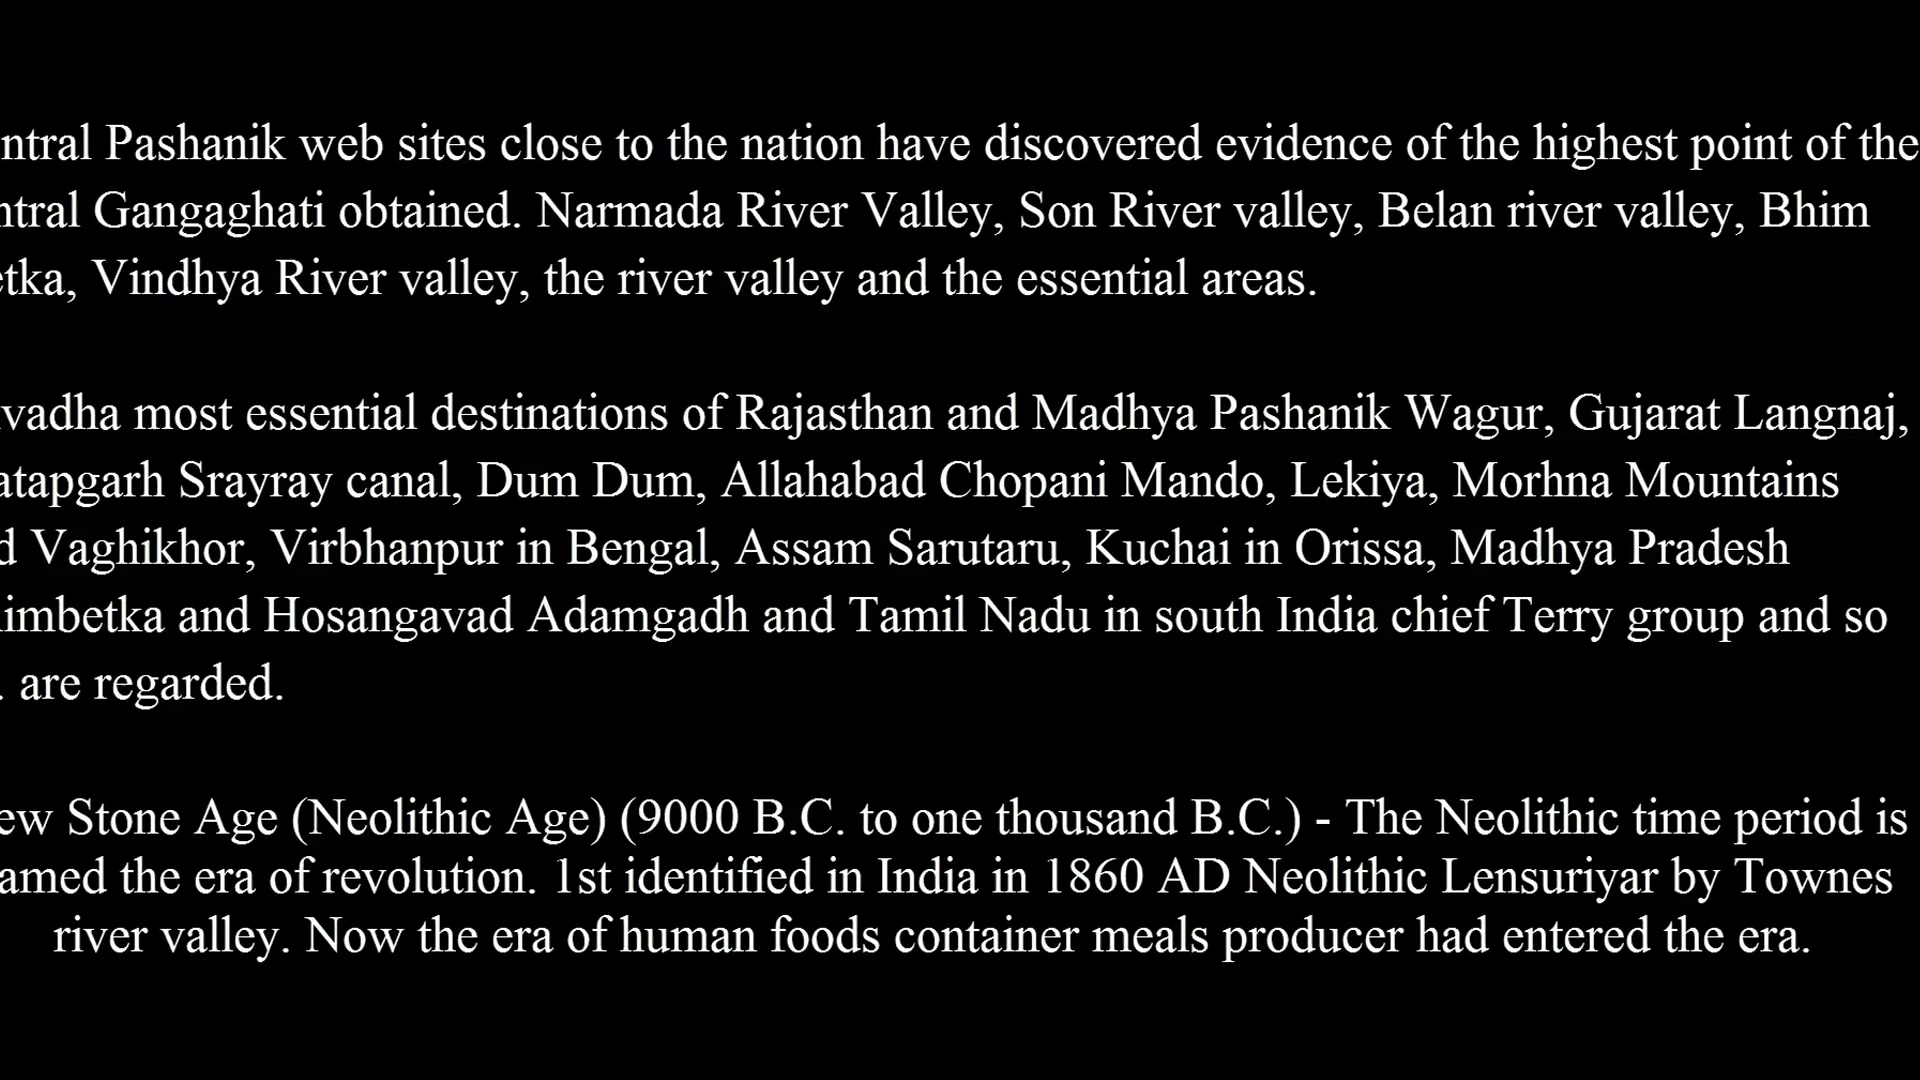 ntral Pashanik web sites close to the nation have discovered evidence of the highest point of the
ntral Gangaghati obtained. Narmada River Valley, Son River valley, Belan river valley, Bhim
etka, Vindhya River valley, the river valley and the essential areas.
vadha most essential destinations of Rajasthan and Madhya Pashanik Wagur, Gujarat Langnaj,
atapgarh Srayray canal, Dum Dum, Allahabad Chopani Mando, Lekiya, Morhna Mountains
d Vaghikhor, Virbhanpur in Bengal, Assam Sarutaru, Kuchai in Orissa, Madhya Pradesh
imbetka and Hosangavad Adamgadh and Tamil Nadu in south India chief Terry group and so
. are regarded.
ew Stone Age (Neolithic Age) (9000 B.C. to one thousand B.C.) - The Neolithic time period is
amed the era of revolution. 1st identified in India in 1860 AD Neolithic Lensuriyar by Townes
river valley. Now the era of human foods container meals producer had entered the era.